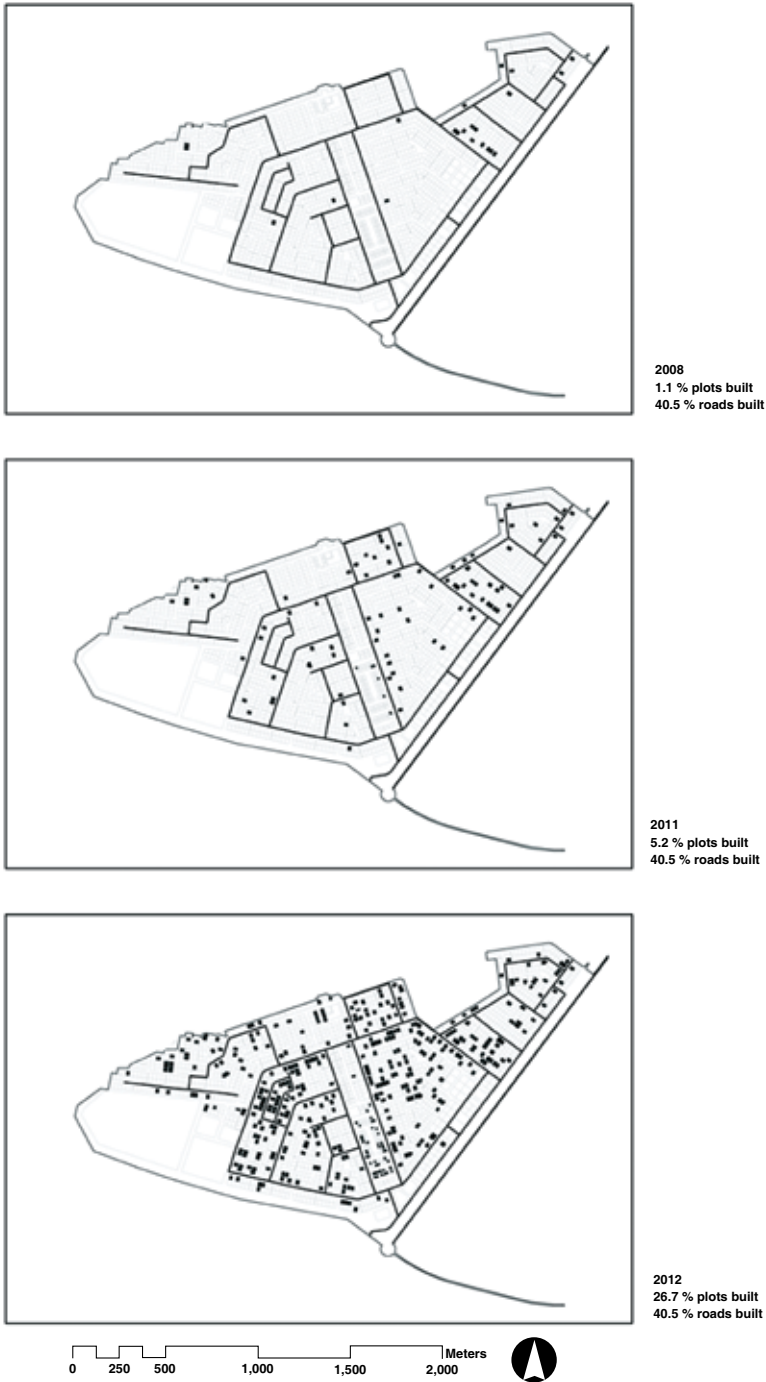 2008
1.1 % plots built
40.5 % roads built
2011
5.2 % plots built
40.5 % roads built
2012
26.7 % plots built
40.5 % roads built
Meters
0 250 500 1,000 1,500 2,000